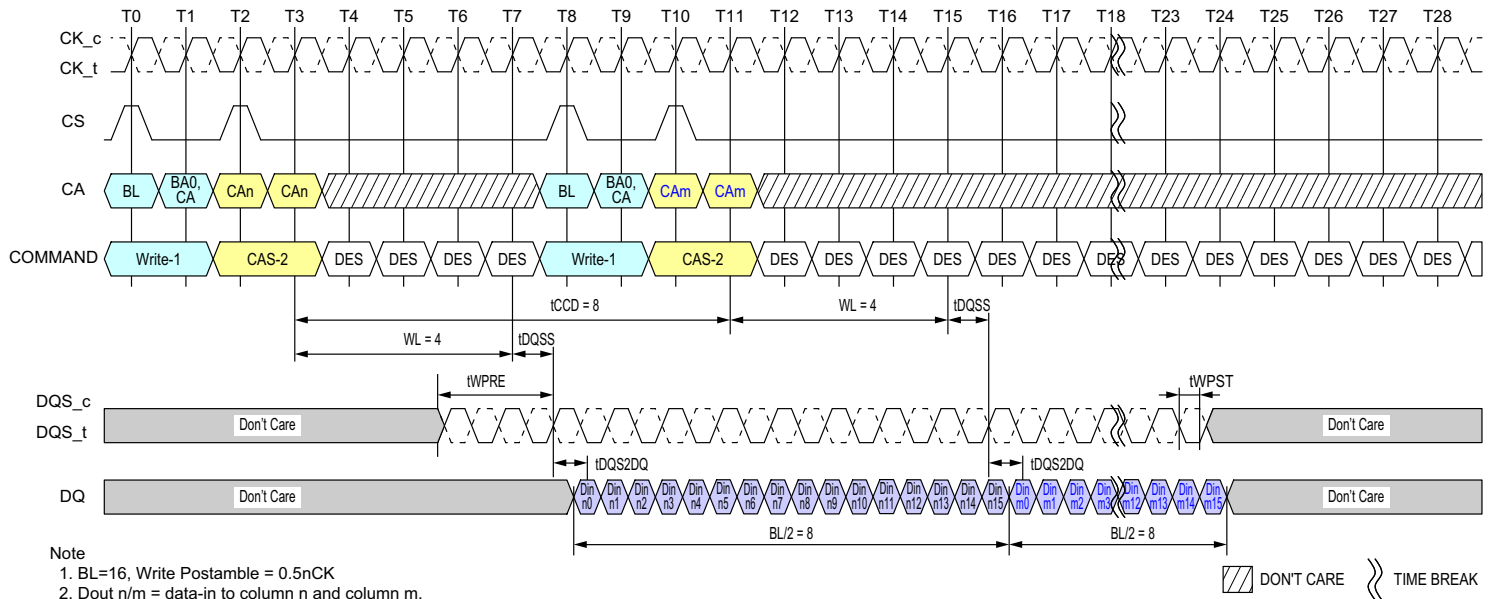 T0 T1 T2 T3 T4 T5 T6 T7 T8 T9 T10 T11 T12 T13 T14 T15 T16 T17 T18 T23 T24 T25 T26 T27 T28
CK_c
CK_t
CS
CA BL BA0, CA CAn CAn BL BA0, CA CAm CAm
COMMAND Write-1 CAS-2 DES DES DES DES Write-1 CAS-2 DES DES DES DES DES DES DES DES DES DES DES DES DES
tCCD = 8 WL = 4 tDQSS
WL = 4 tDQSS
tWPRE tWPST
DQS_c
DQS_t Don't Care Don't Care
tDQS2DQ tDQS2DQ
DQ Don't Care Din n0 Din n1 Din n2 Din n3 Din n4 Din n5 Din n6 Din n7 Din n8 Din n9 Din n10 Din n11 Din n12 Din n13 Din n14 Din n15 Din m0 Din m1 Din m2 Din m3 Din m12 Din m13 Din m14 Din m15 Don't Care
BL/2 = 8 BL/2 = 8
Note
1. BL=16, Write Postamble = 0.5nCK
2. Dout n/m = data-in to column n and column m.
DON'T CARE TIME BREAK